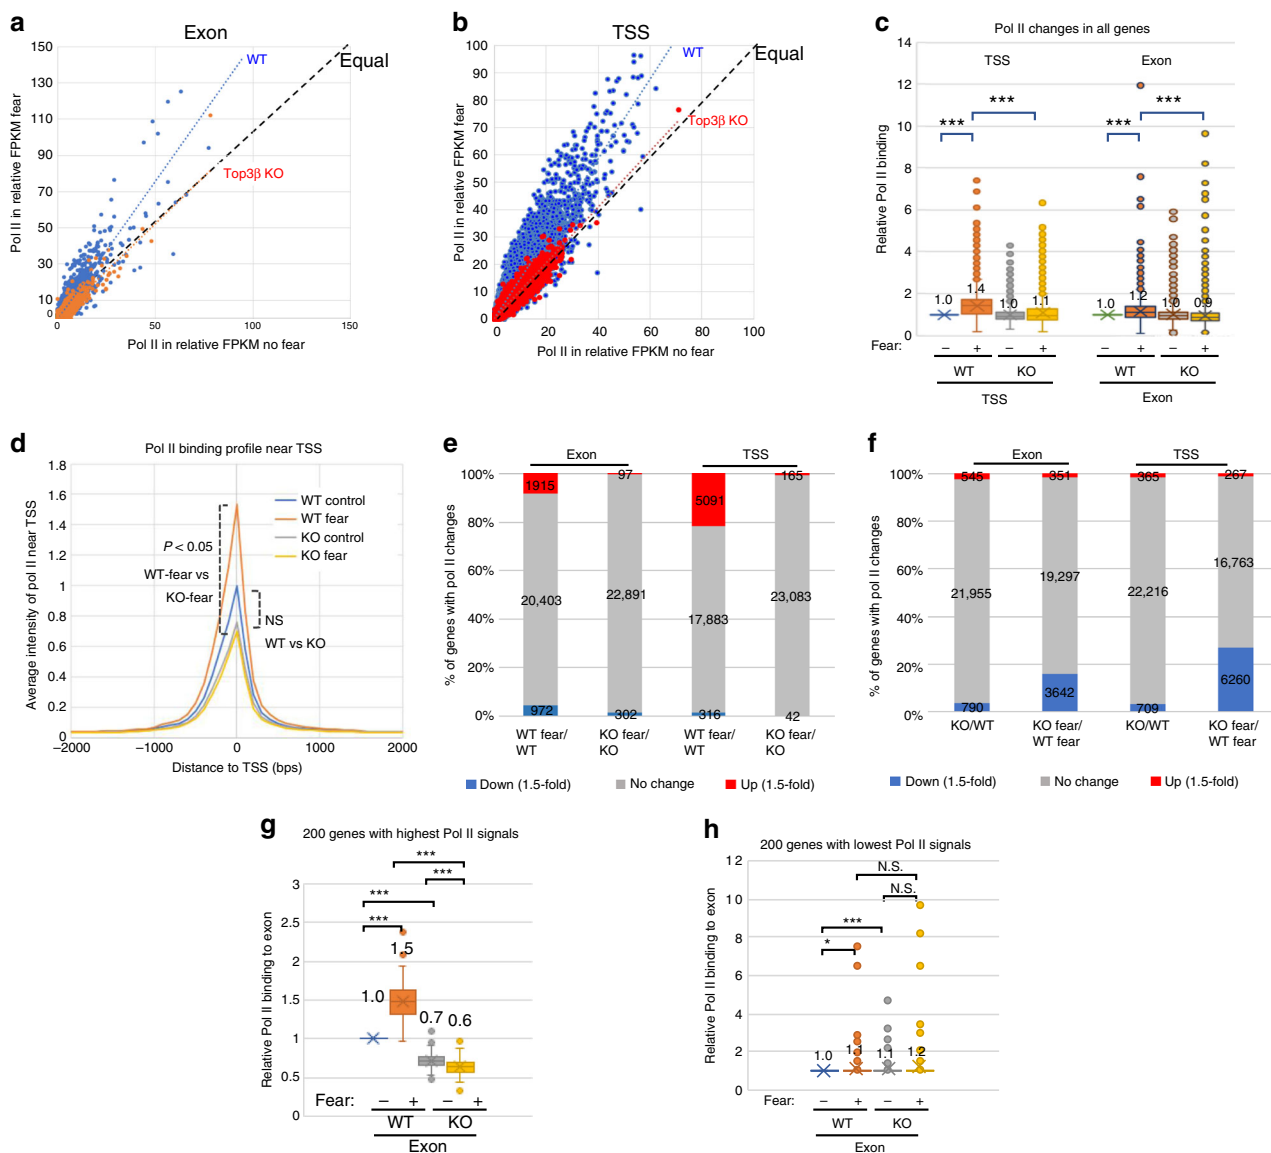 a
Exon
150
130
110
90
70
50
30
10
0
0
50
100
150
WT
Equal
Top3β KO
Pol II in relative FPKM fear
Pol II in relative FPKM no fear
b
TSS
100
90
80
70
60
50
40
30
20
10
0
0
20
40
60
80
100
WT
Equal
Top3β KO
Pol II in relative FPKM fear
Pol II in relative FPKM no fear
c
Pol II changes in all genes
14
12
10
8
6
4
2
0
Relative Pol II binding
TSS
Exon
***
***
***
***
1.0
1.4
1.0
1.1
1.0
1.2
1.0
0.9
Fear:
−
+
−
+
−
+
−
+
WT
KO
WT
KO
TSS
Exon
d
Pol II binding profile near TSS
1.8
1.6
1.4
1.2
1
0.8
0.6
0.4
0.2
0
Average intensity of pol II near TSS
P < 0.05
WT-fear vs
KO-fear
NS
WT vs KO
WT control
WT fear
KO control
KO fear
−2000
−1000
0
1000
2000
Distance to TSS (bps)
e
Exon
TSS
100%
80%
60%
40%
20%
0%
% of genes with pol II changes
1915
97
5091
165
20,403
22,891
17,883
23,083
972
302
316
42
WT fear/
WT
KO fear/
KO
WT fear/
WT
KO fear/
KO
Down (1.5-fold)
No change
Up (1.5-fold)
f
Exon
TSS
100%
80%
60%
40%
20%
0%
% of genes with pol II changes
545
351
365
267
21,955
19,297
22,216
16,763
790
3642
709
6260
KO/WT
KO fear/
WT fear
KO/WT
KO fear/
WT fear
Down (1.5-fold)
No change
Up (1.5-fold)
g
200 genes with highest Pol II signals
3
2.5
2
1.5
1
0.5
0
Relative Pol II binding to exon
***
***
***
***
1.0
1.5
0.7
0.6
Fear:
−
+
−
+
WT
KO
Exon
h
200 genes with lowest Pol II signals
12
10
8
6
4
2
0
Relative Pol II binding to exon
N.S.
N.S.
***
*
1.0
1.1
1.1
1.2
Fear:
−
+
−
+
WT
KO
Exon